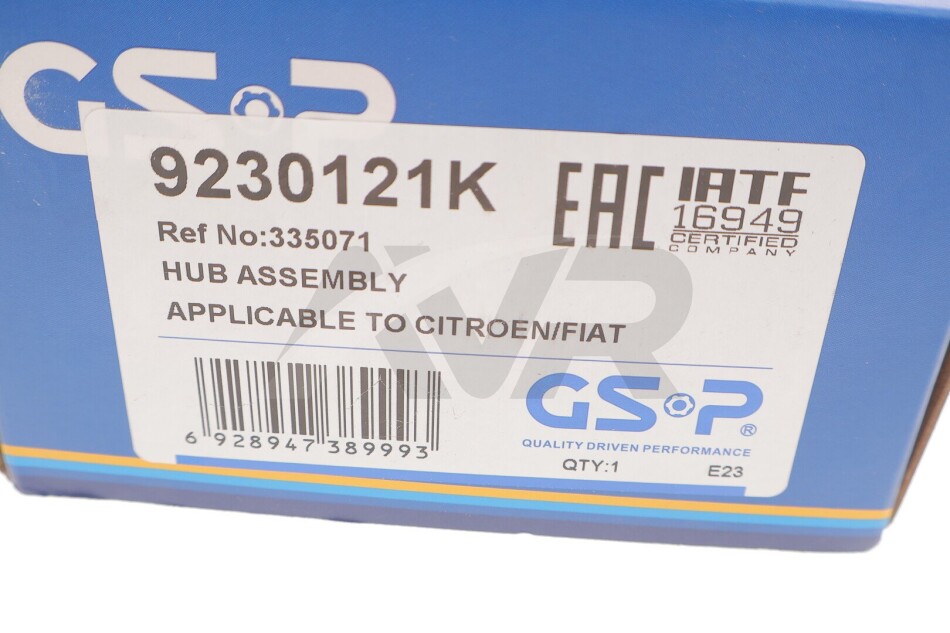 GSP
9230121K
EAC
IATF
16949
CERTIFIED
COMPANY
Ref No:335071
HUB ASSEMBLY
APPLICABLE TO CITROEN/FIAT
IVR
6 928947 389993
GSP®
QUALITY DRIVEN PERFORMANCE
QTY:1
E23